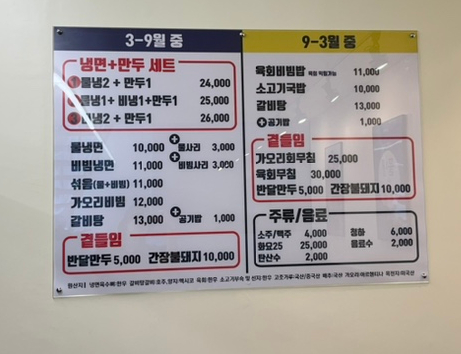 3-9월 중
냉면+만두 세트
물냉2 + 만두1 24,000
물냉1+ 비냉1+만두1 25,000
비냉2 + 만두1 26,000
물냉면 10,000 +물사리 3,000
비빔냉면 11,000 +비빔사리 3,000
섞음(물+비빔) 11,000
가오리비빔 12,000
갈비탕 13,000 +공기밥 1,000
곁들임
반달만두 5,000 간장불돼지 10,000
9-3월 중
육회비빔밥 11,000
소고기국밥 10,000
갈비탕 13,000
+공기밥 1,000
곁들임
가오리회무침 25,000
육회무침 30,000
반달만두 5,000 간장불돼지 10,000
주류/음료
소주/맥주 4,000 청하 6,000
화요25 25,000 음료수 2,000
탄산수 2,000